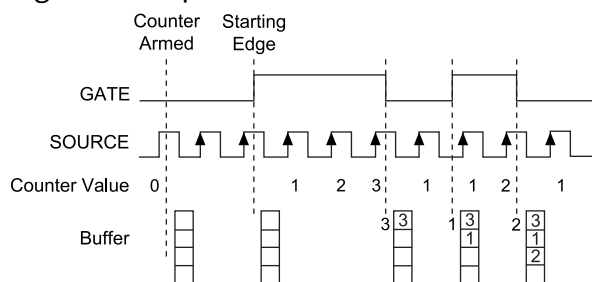 Counter Starting
Armed Edge
GATE
SOURCE
Counter Value 0 1 2 3 1 1 2 1
Buffer 3 3 1 3 2 3
1 1
2